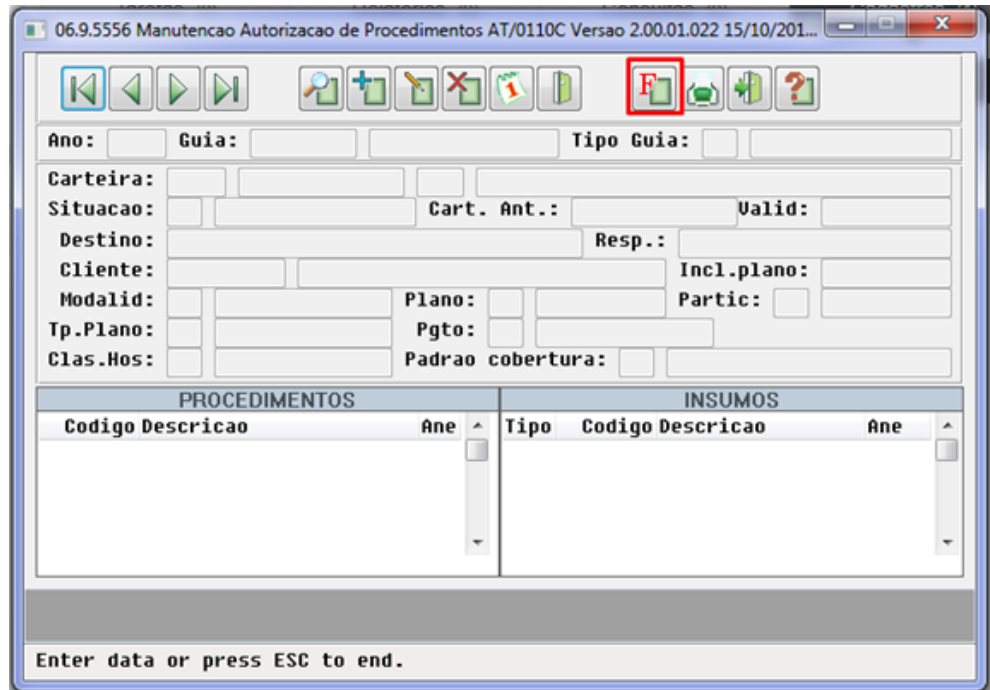 06.9.5556 Manutencao Autorizacao de Procedimentos AT/0110C Versao 2.00.01.022 15/10/201...
F
1
?
Ano: Guia: Tipo Guia:
Carteira:
Situacao: Cart. Ant.: Valid:
Destino: Resp.:
Cliente: Incl.plano:
Modalid: Plano: Partic:
Tp.Plano: Pgto:
Clas.Hos: Padrao cobertura:
PROCEDIMENTOS INSUMOS
Codigo Descricao Ane Tipo Codigo Descricao Ane
Enter data or press ESC to end.